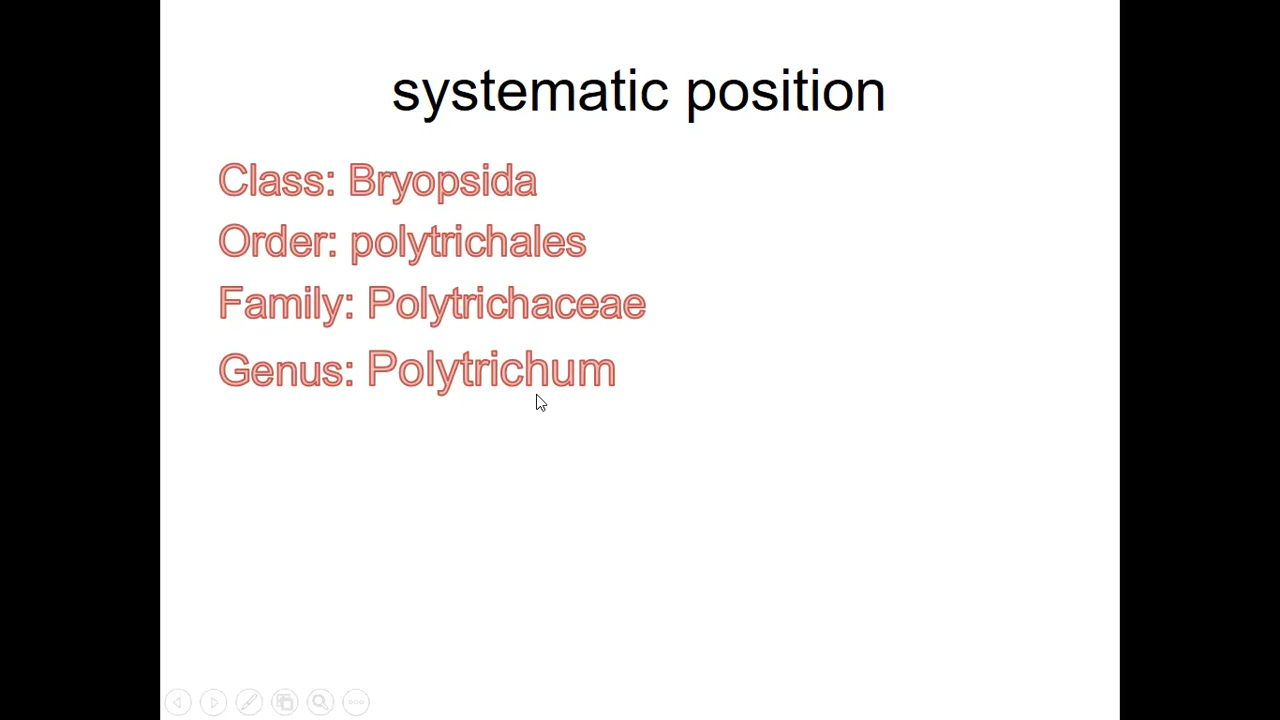 systematic position
Class: Bryopsida
Order: polytrichales
Family: Polytrichaceae
Genus: Polytrichum